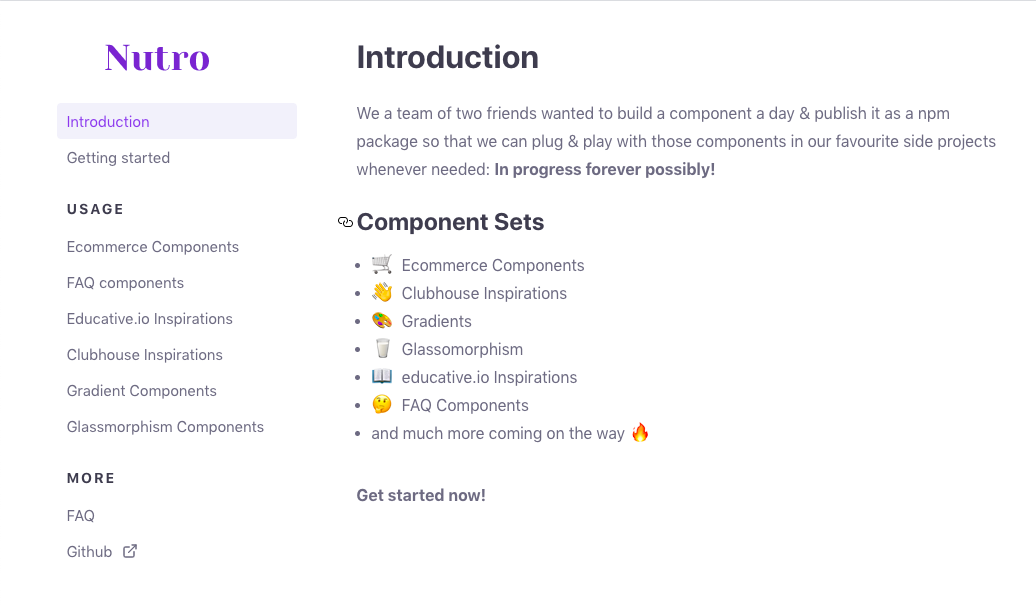 Nutro
Introduction
Getting started
USAGE
Ecommerce Components
FAQ components
Educative.io Inspirations
Clubhouse Inspirations
Gradient Components
Glassmorphism Components
MORE
FAQ
Github
Introduction
We a team of two friends wanted to build a component a day & publish it as a npm
package so that we can plug & play with those components in our favourite side projects
whenever needed: In progress forever possibly!
Component Sets
• 🛒 Ecommerce Components
• 👋 Clubhouse Inspirations
• 🎨 Gradients
• 🥛 Glassomorphism
• 📖 educative.io Inspirations
• 🤔 FAQ Components
• and much more coming on the way 🔥
Get started now!